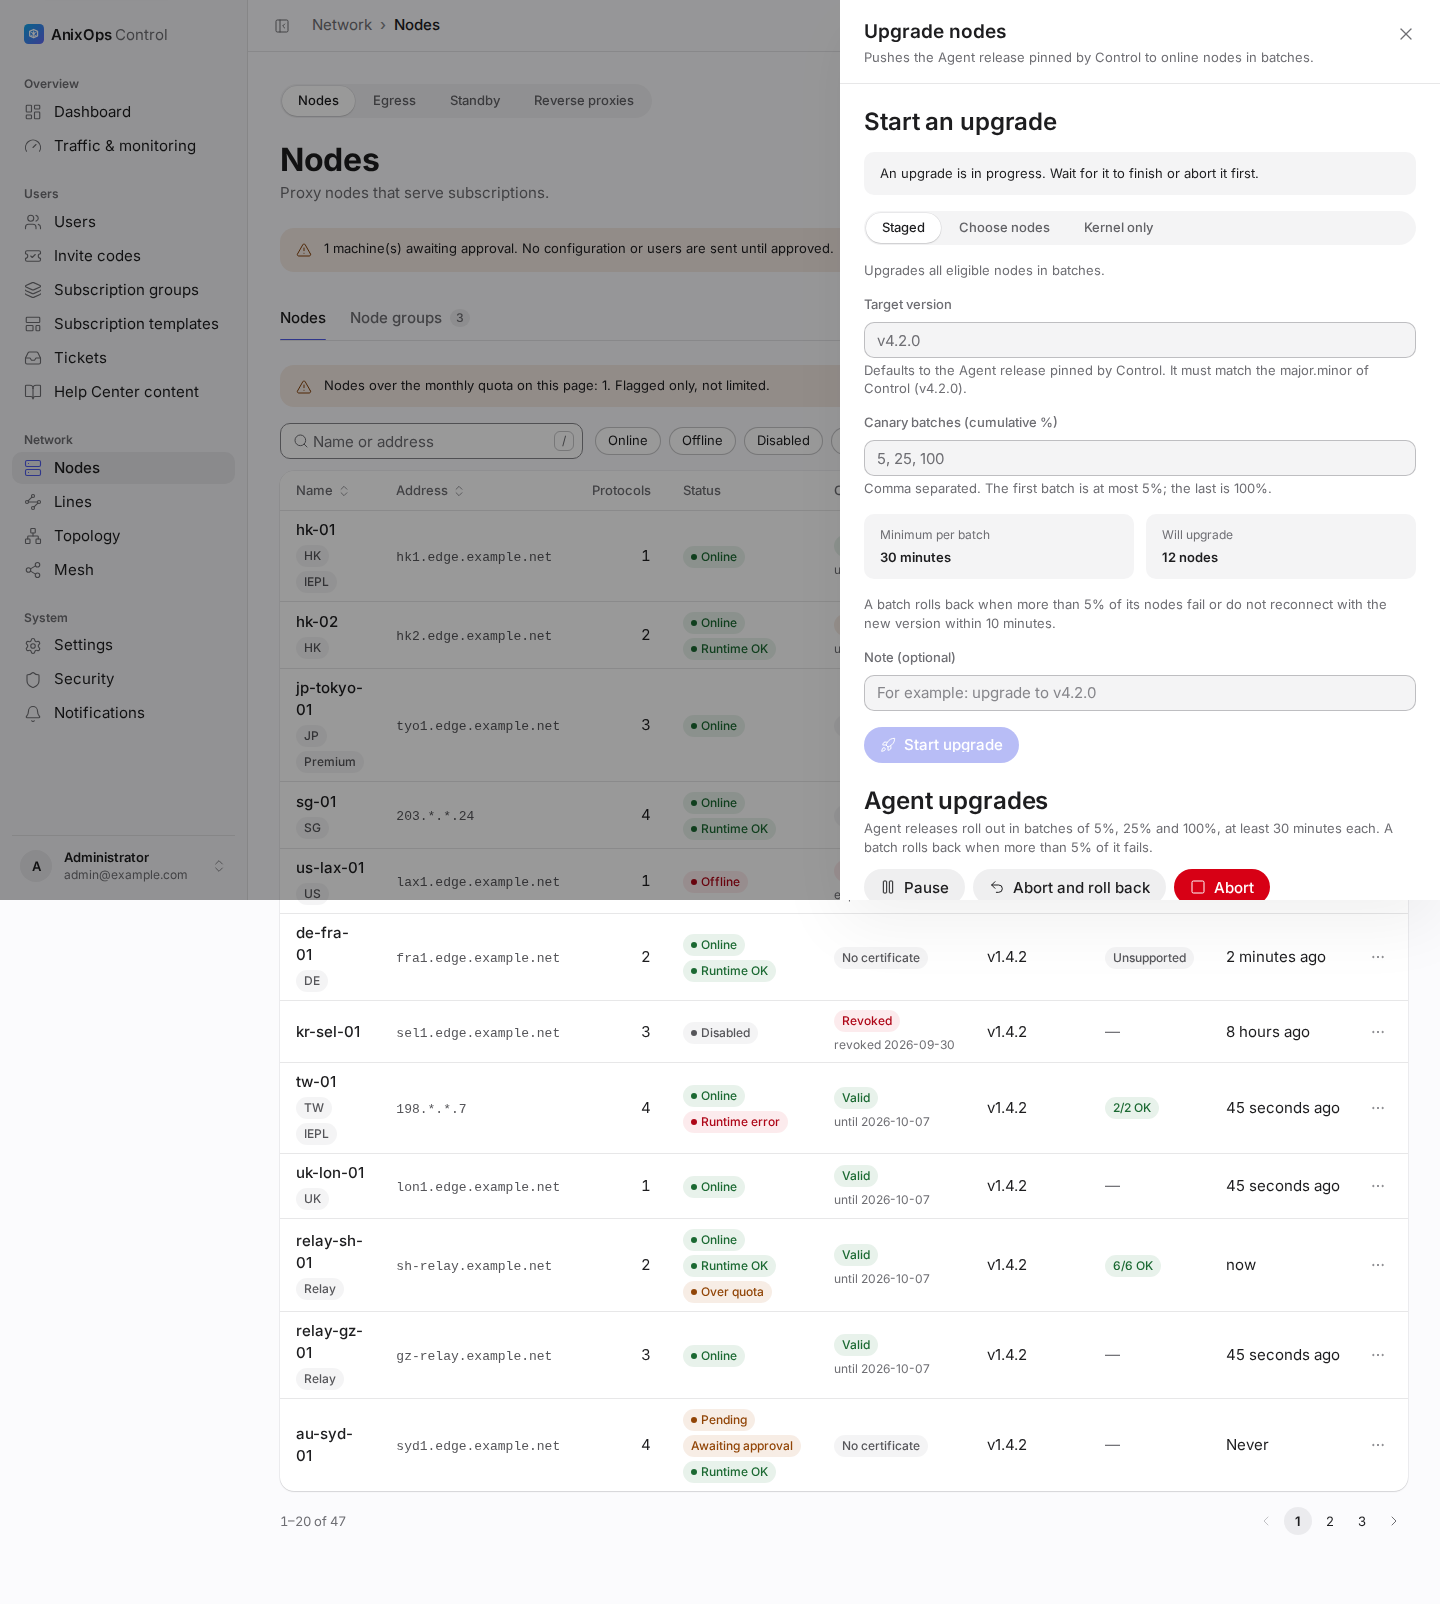 AnixOps Control
Overview
Dashboard
Traffic & monitoring
Users
Users
Invite codes
Subscription groups
Subscription templates
Tickets
Help Center content
Network
Nodes
Lines
Topology
Mesh
System
Settings
Security
Notifications
A
Administrator
admin@example.com
Network › Nodes
Nodes Egress Standby Reverse proxies
Nodes
Proxy nodes that serve subscriptions.
1 machine(s) awaiting approval. No configuration or users are sent until approved.
Nodes Node groups 3
Nodes over the monthly quota on this page: 1. Flagged only, not limited.
Name or address /
Online Offline Disabled
Name Address Protocols Status
hk-01
HK
IEPL
hk1.edge.example.net 1 Online
hk-02
HK
hk2.edge.example.net 2 Online
Runtime OK
jp-tokyo-
01
JP
Premium
tyo1.edge.example.net 3 Online
sg-01
SG
203.*.*.24 4 Online
Runtime OK
us-lax-01
US
lax1.edge.example.net 1 Offline
de-fra-
01
DE
fra1.edge.example.net 2 Online
Runtime OK
No certificate v1.4.2 Unsupported 2 minutes ago
kr-sel-01 sel1.edge.example.net 3 Disabled
Revoked
revoked 2026-09-30
v1.4.2 — 8 hours ago
tw-01
TW
IEPL
198.*.*.7 4 Online
Runtime error
Valid
until 2026-10-07
v1.4.2 2/2 OK 45 seconds ago
uk-lon-01
UK
lon1.edge.example.net 1 Online
Valid
until 2026-10-07
v1.4.2 — 45 seconds ago
relay-sh-
01
Relay
sh-relay.example.net 2 Online
Runtime OK
Over quota
Valid
until 2026-10-07
v1.4.2 6/6 OK now
relay-gz-
01
Relay
gz-relay.example.net 3 Online
Valid
until 2026-10-07
v1.4.2 — 45 seconds ago
au-syd-
01
syd1.edge.example.net 4 Pending
Awaiting approval
Runtime OK
No certificate v1.4.2 — Never
1–20 of 47
1 2 3
Upgrade nodes
Pushes the Agent release pinned by Control to online nodes in batches.
Start an upgrade
An upgrade is in progress. Wait for it to finish or abort it first.
Staged Choose nodes Kernel only
Upgrades all eligible nodes in batches.
Target version
v4.2.0
Defaults to the Agent release pinned by Control. It must match the major.minor of
Control (v4.2.0).
Canary batches (cumulative %)
5, 25, 100
Comma separated. The first batch is at most 5%; the last is 100%.
Minimum per batch
30 minutes
Will upgrade
12 nodes
A batch rolls back when more than 5% of its nodes fail or do not reconnect with the
new version within 10 minutes.
Note (optional)
For example: upgrade to v4.2.0
Start upgrade
Agent upgrades
Agent releases roll out in batches of 5%, 25% and 100%, at least 30 minutes each. A
batch rolls back when more than 5% of it fails.
Pause Abort and roll back Abort